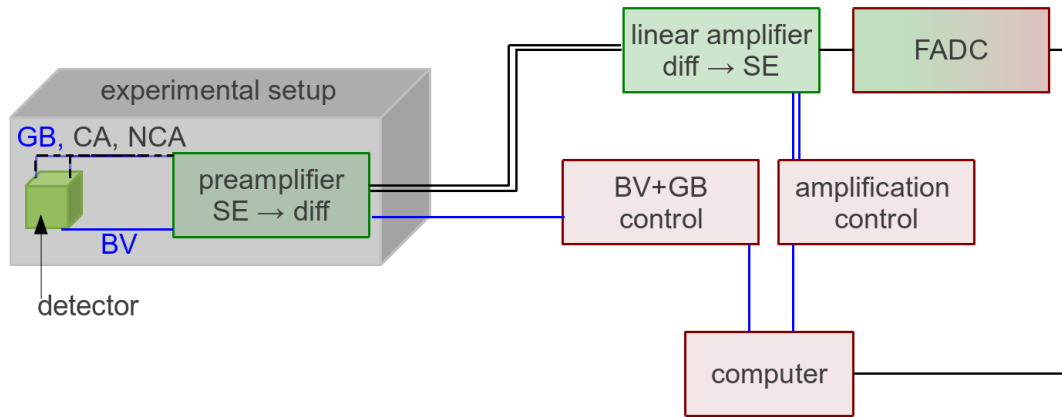 linear amplifier
diff → SE
FADC
experimental setup
GB, CA, NCA
preamplifier
SE → diff
BV
detector
BV+GB
control
amplification
control
computer